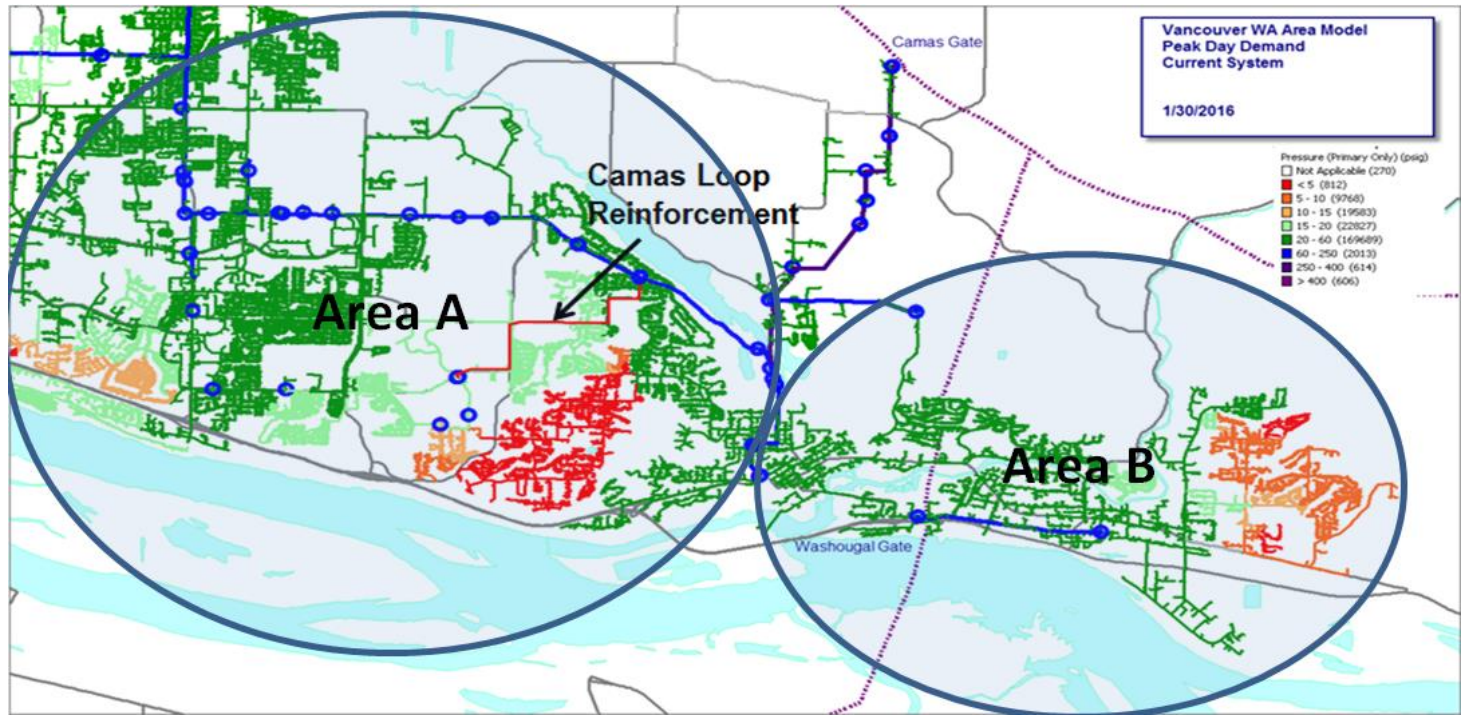 Vancouver WA Area Model
Peak Day Demand
Current System
1/30/2016
Camas Gate
Pressure (Primary Only) (psig)
Not Applicable (270)
< 5 (812)
5 - 10 (9768)
10 - 15 (19583)
15 - 20 (22827)
20 - 60 (169689)
60 - 250 (2013)
250 - 400 (614)
> 400 (606)
Camas Loop
Reinforcement
Area A
Area B
Washougal Gate